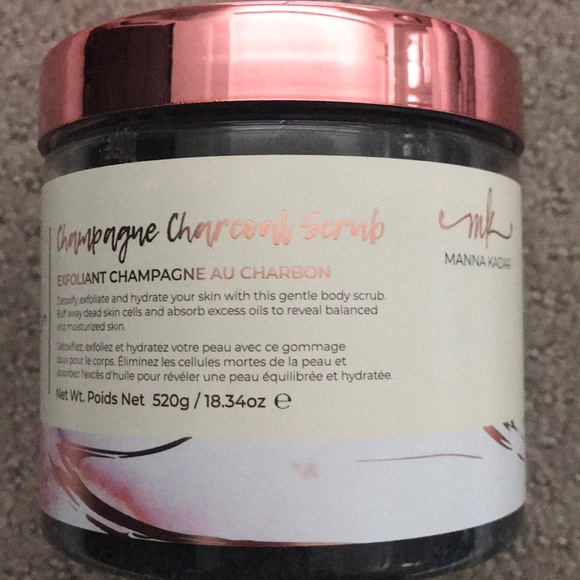 Champagne Charcoal Scrub
mk
MANNA KADAR
EXFOLIANT CHAMPAGNE AU CHARBON
Detoxify, exfoliate and hydrate your skin with this gentle body scrub.
Buff away dead skin cells and absorb excess oils to reveal balanced
and moisturized skin.
Détoxifiez, exfoliez et hydratez votre peau avec ce gommage
doux pour le corps. Éliminez les cellules mortes de la peau et
absorbez l'excès d'huile pour révéler une peau équilibrée et hydratée.
Net Wt. Poids Net 520g / 18.34oz ℮